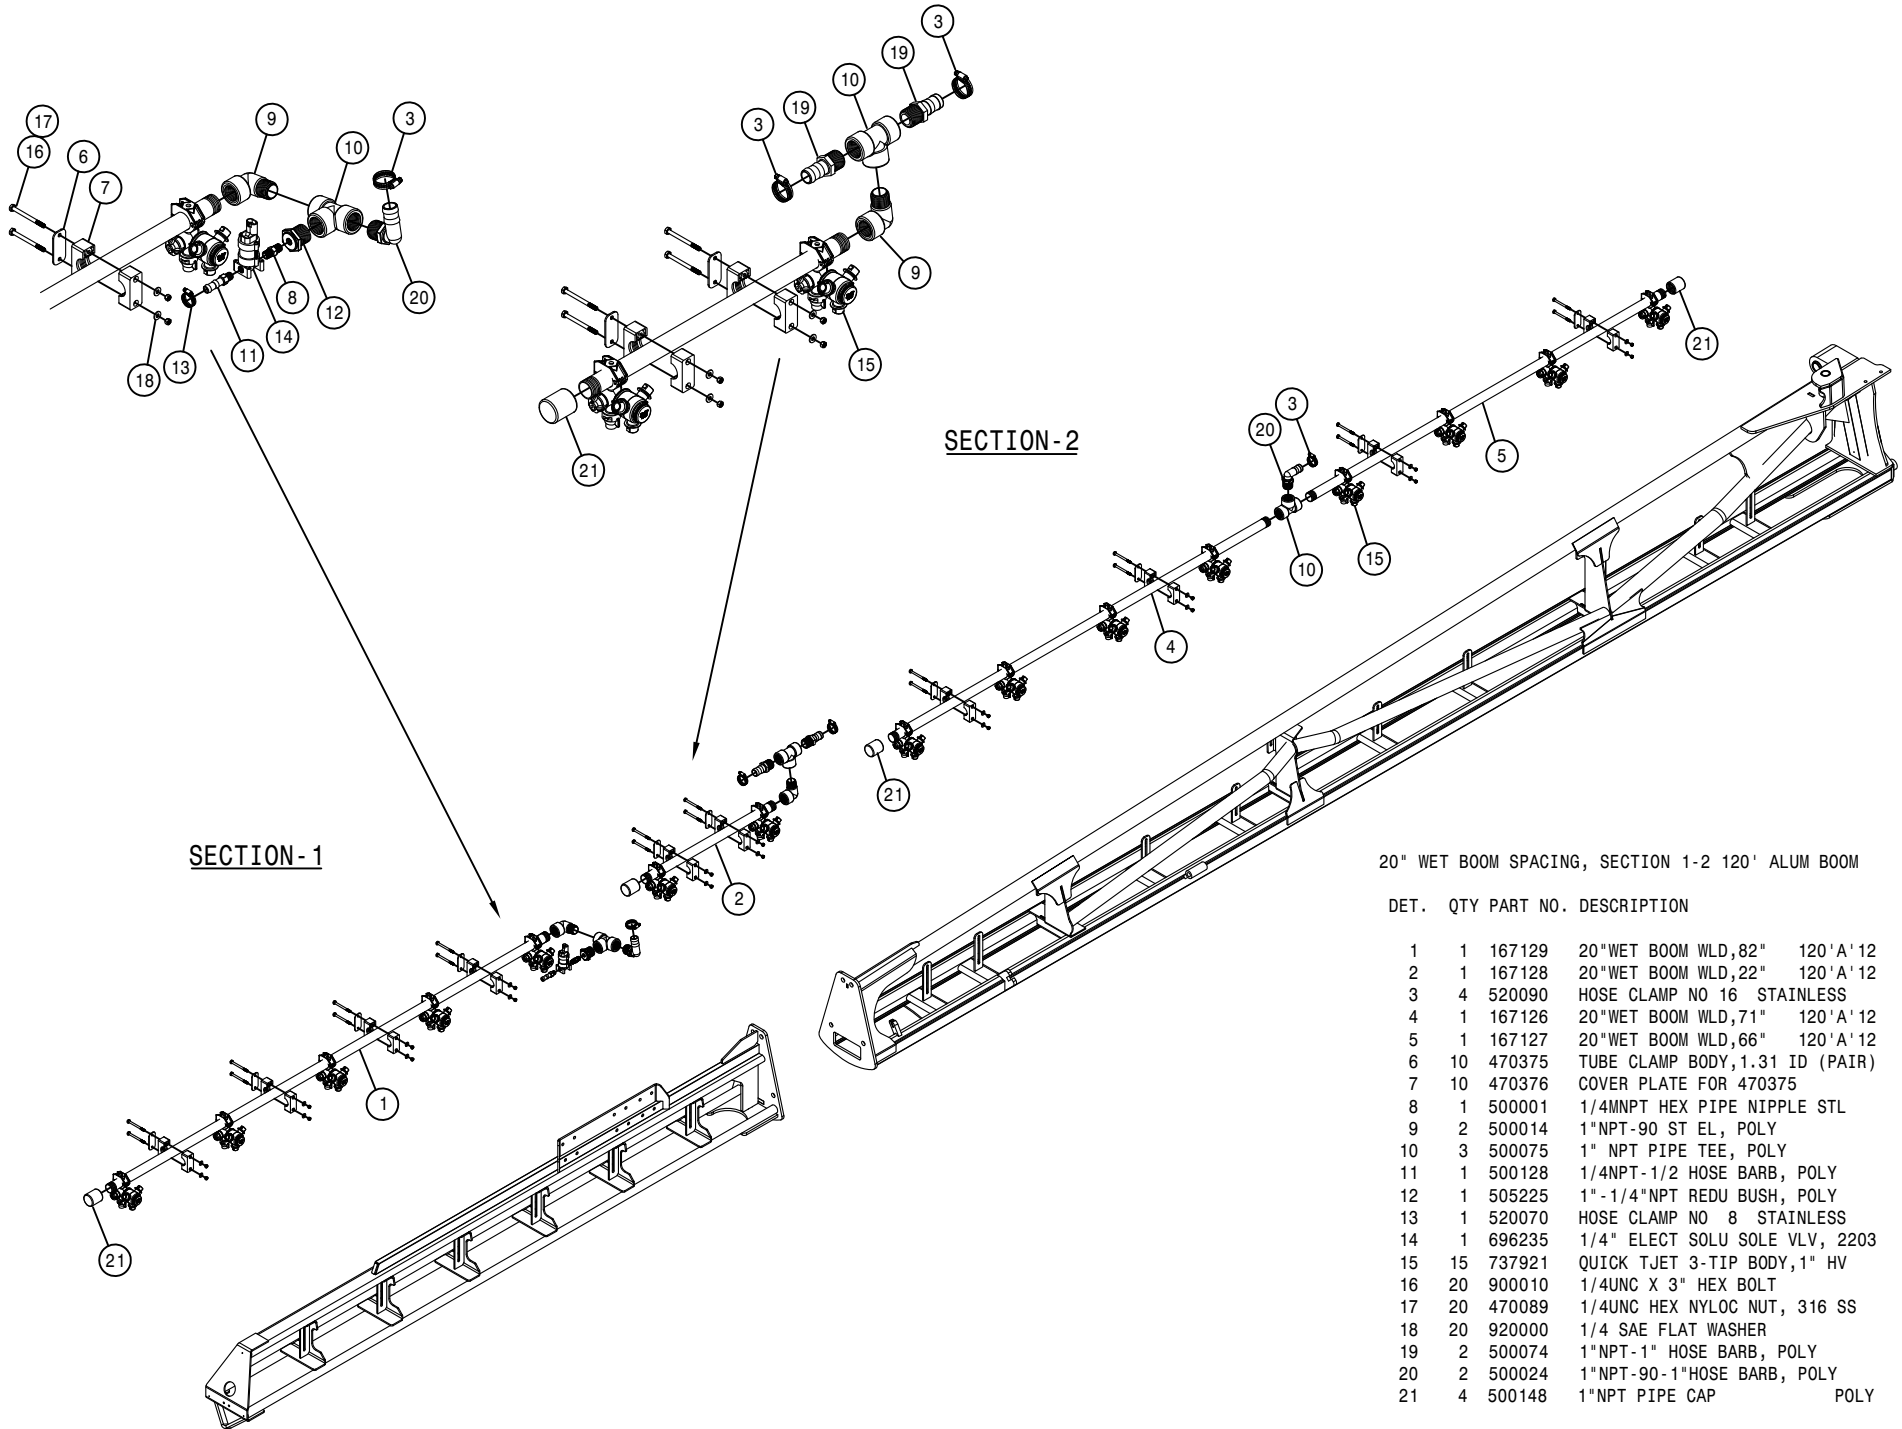 3
19
10
19
3
17
16
6
7
9
10
3
9
20
8
12
14
11
13
18
15
21
21
SECTION-2
3
20
5
10
15
4
21
SECTION-1
2
1
21
20" WET BOOM SPACING, SECTION 1-2 120' ALUM BOOM
DET. QTY PART NO. DESCRIPTION
1 1 167129 20"WET BOOM WLD,82" 120'A'12
2 1 167128 20"WET BOOM WLD,22" 120'A'12
3 4 520090 HOSE CLAMP NO 16 STAINLESS
4 1 167126 20"WET BOOM WLD,71" 120'A'12
5 1 167127 20"WET BOOM WLD,66" 120'A'12
6 10 470375 TUBE CLAMP BODY,1.31 ID (PAIR)
7 10 470376 COVER PLATE FOR 470375
8 1 500001 1/4MNPT HEX PIPE NIPPLE STL
9 2 500014 1"NPT-90 ST EL, POLY
10 3 500075 1" NPT PIPE TEE, POLY
11 1 500128 1/4NPT-1/2 HOSE BARB, POLY
12 1 505225 1"-1/4"NPT REDU BUSH, POLY
13 1 520070 HOSE CLAMP NO 8 STAINLESS
14 1 696235 1/4" ELECT SOLU SOLE VLV, 2203
15 15 737921 QUICK TJET 3-TIP BODY,1" HV
16 20 900010 1/4UNC X 3" HEX BOLT
17 20 470089 1/4UNC HEX NYLOC NUT, 316 SS
18 20 920000 1/4 SAE FLAT WASHER
19 2 500074 1"NPT-1" HOSE BARB, POLY
20 2 500024 1"NPT-90-1"HOSE BARB, POLY
21 4 500148 1"NPT PIPE CAP POLY